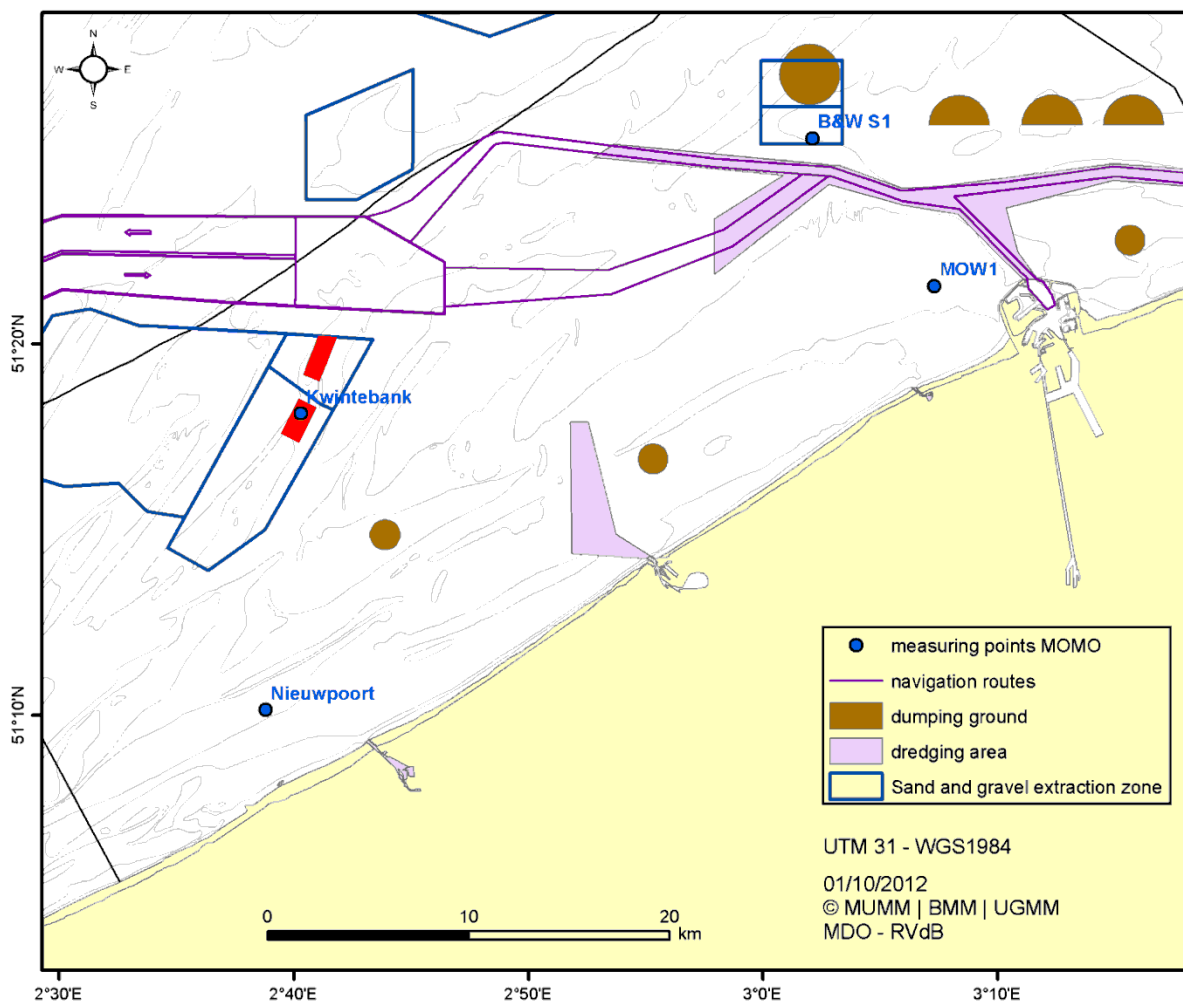 N
W E
S
B&W S1
MOW1
51°20'N
Kwintebank
Nieuwpoort
51°10'N
measuring points MOMO
navigation routes
dumping ground
dredging area
Sand and gravel extraction zone
UTM 31 - WGS1984
01/10/2012
© MUMM | BMM | UGMM
MDO - RVdB
0 10 20
km
2°30'E 2°40'E 2°50'E 3°0'E 3°10'E